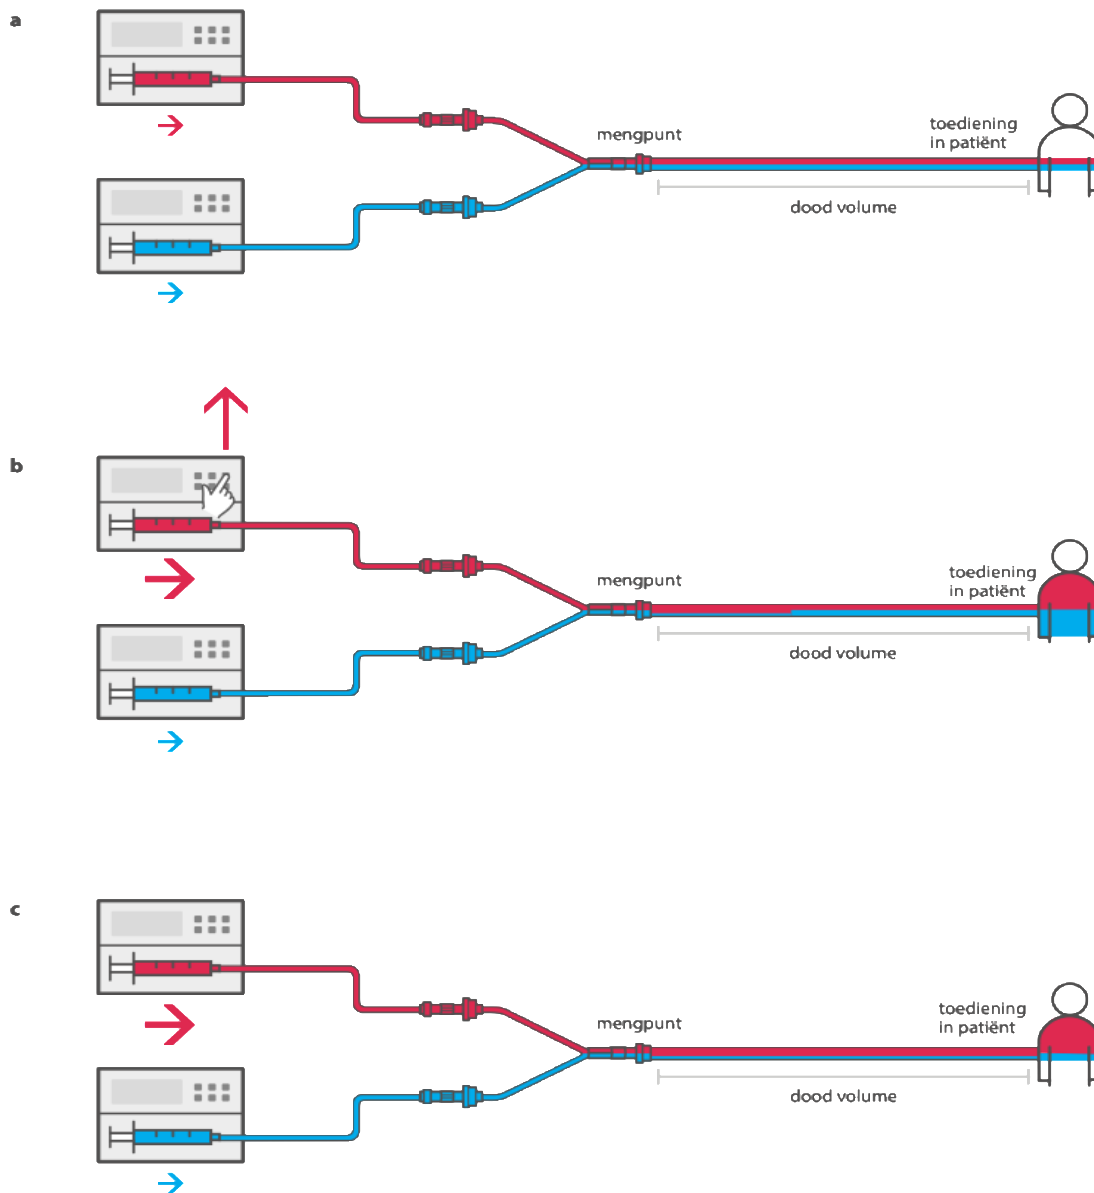 a
mengpunt
toediening
in patiënt
dood volume
b
mengpunt
toediening
in patiënt
dood volume
c
mengpunt
toediening
in patiënt
dood volume